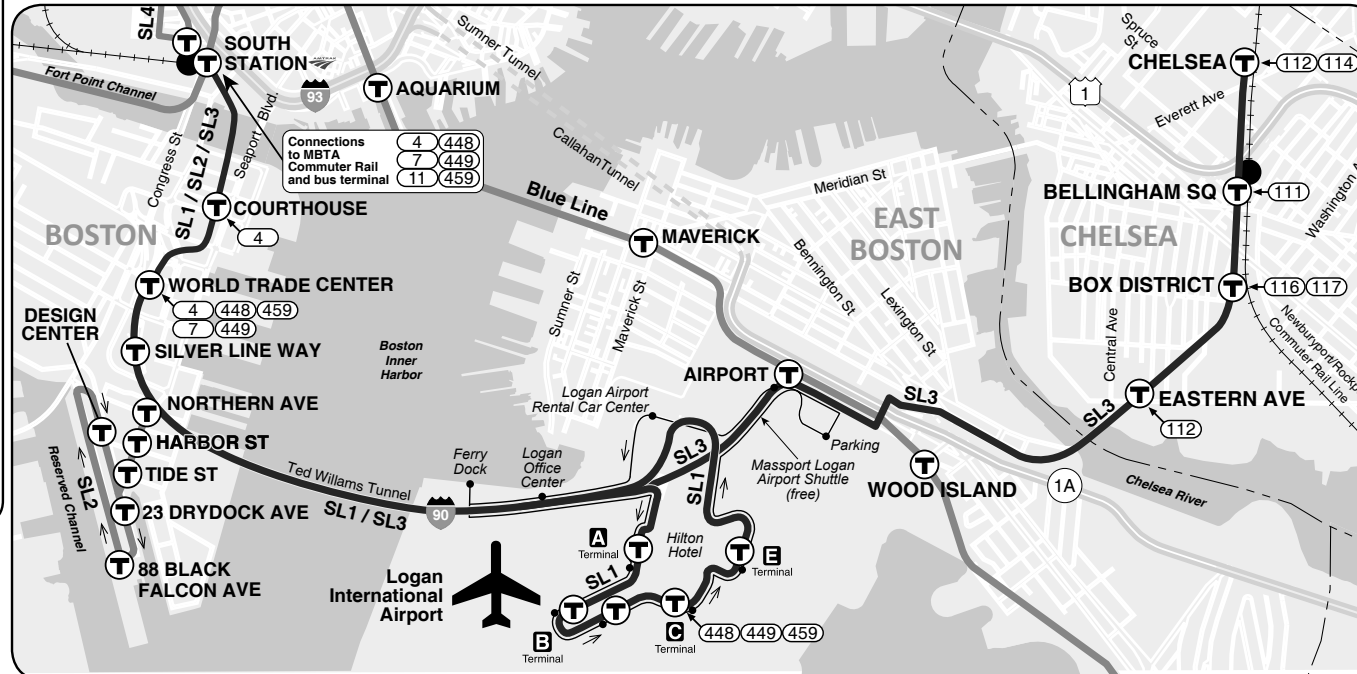 SL4
SOUTH
STATION
AMTRAK
Fort Point Channel
93
Sumner Tunnel
AQUARIUM
Spruce
St
1
CHELSEA
112 114
Everett Ave
Congress St
SL1 / SL2 / SL3
Seaport Blvd.
Connections
to MBTA
Commuter Rail
and bus terminal
4 448
7 449
11 459
Callahan Tunnel
Blue Line
Meridian St
BELLINGHAM SQ
111
COURTHOUSE
4
BOSTON
MAVERICK
EAST
BOSTON
CHELSEA
Bennington St
WORLD TRADE CENTER
4 448 459
7 449
BOX DISTRICT
116 117
DESIGN
CENTER
Sumner St
Maverick St
Lexington St
Central Ave
Newburyport/Rockp
Commuter Rail Line
SILVER LINE WAY
Boston
Inner
Harbor
AIRPORT
Logan Airport
Rental Car Center
SL3
SL3
EASTERN AVE
112
NORTHERN AVE
HARBOR ST
TIDE ST
Reserved Channel
SL2
Ted Willams Tunnel
SL1 / SL3
90
Ferry
Dock
Logan
Office
Center
SL3
SL1
Parking
Massport Logan
Airport Shuttle
(free)
WOOD ISLAND
1A
Chelsea River
23 DRYDOCK AVE
88 BLACK
FALCON AVE
Logan
International
Airport
A
Terminal
Hilton
Hotel
E
Terminal
SL1
B
Terminal
C
Terminal
448 449 459